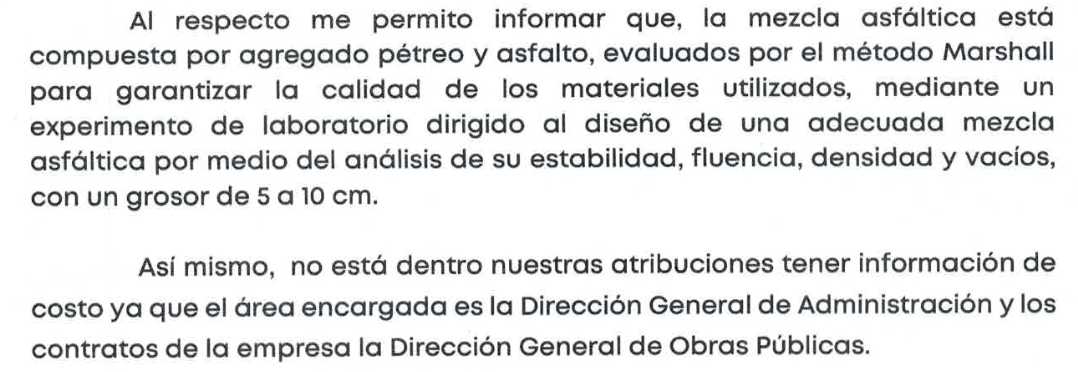 Al respecto me permito informar que, la mezcla asfáltica está
compuesta por agregado pétreo y asfalto, evaluados por el método Marshall
para garantizar la calidad de los materiales utilizados, mediante un
experimento de laboratorio dirigido al diseño de una adecuada mezcla
asfáltica por medio del análisis de su estabilidad, fluencia, densidad y vacíos,
con un grosor de 5 a 10 cm.
Así mismo, no está dentro nuestras atribuciones tener información de
costo ya que el área encargada es la Dirección General de Administración y los
contratos de la empresa la Dirección General de Obras Públicas.